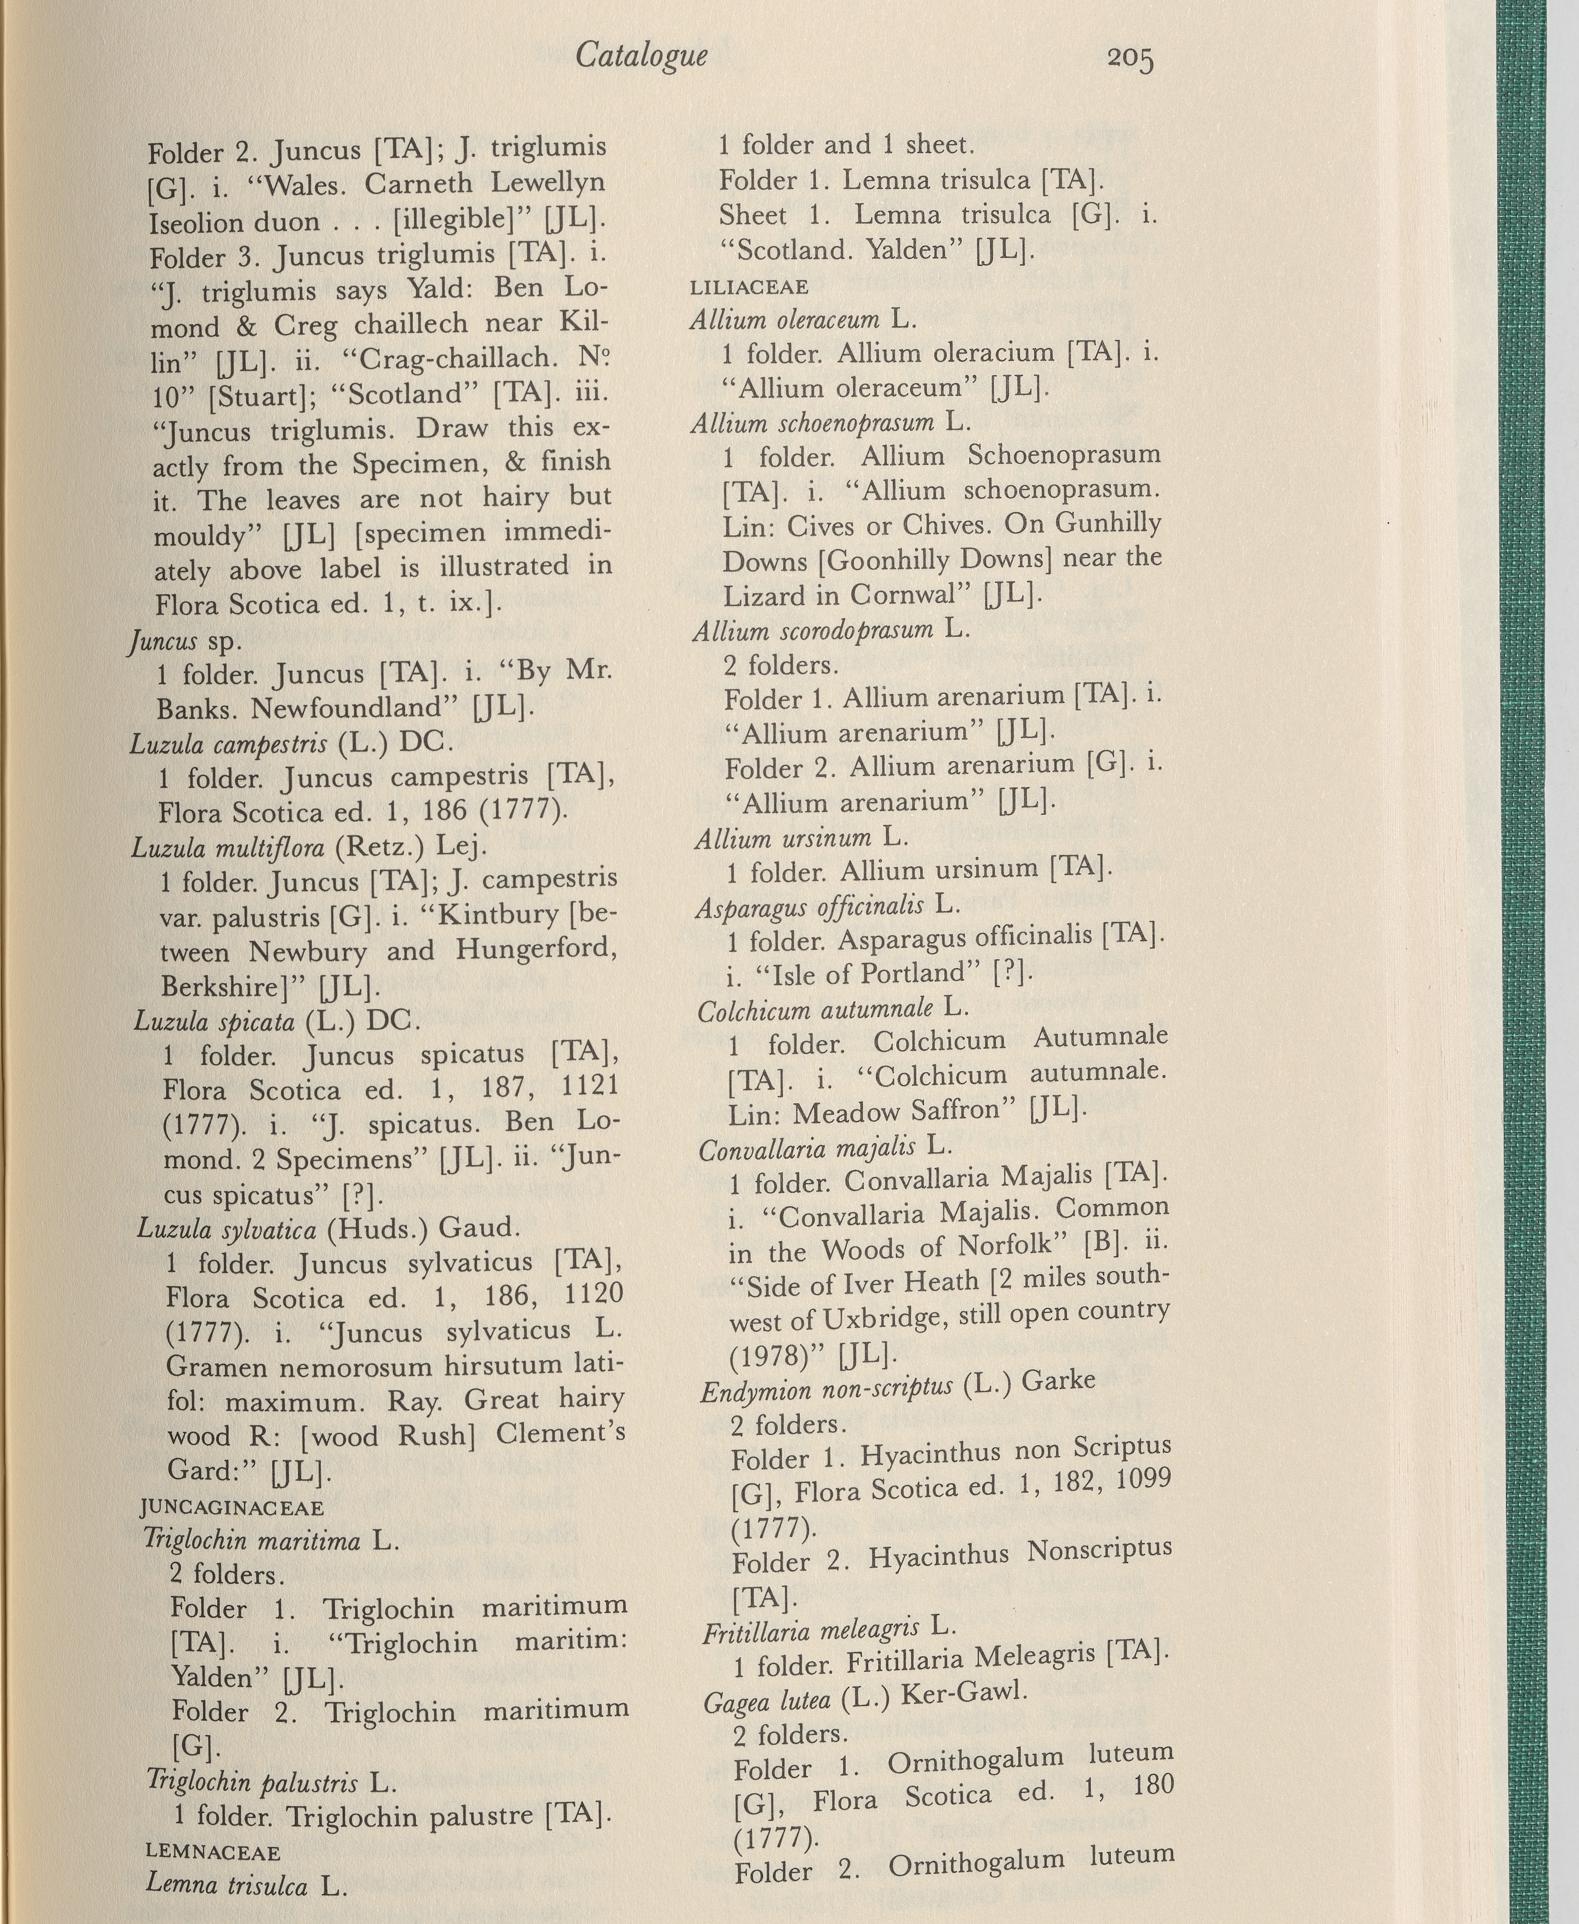 Catalogue
205
Folder 2. Juncus [TA]; J. triglumis
[G]. i. “Wales. Carneth Lewellyn
Iseolion duon . . . [illegible]” [JL].
Folder 3. Juncus triglumis [TA]. i.
“J. triglumis says Yald: Ben Lo-
mond & Creg chaillech near Kil-
lin” [JL]. ii. “Crag-chaillach. Nº
10” [Stuart]; “Scotland” [TA]. iii.
“Juncus triglumis. Draw this ex-
actly from the Specimen, & finish
it. The leaves are not hairy but
mouldy” [JL] [specimen immedi-
ately above label is illustrated in
Flora Scotica ed. 1, t. ix.].
Juncus sp.
1 folder. Juncus [TA]. i. “By Mr.
Banks. Newfoundland” [JL].
Luzula campestris (L.) DC.
1 folder. Juncus campestris [TA],
Flora Scotica ed. 1, 186 (1777).
Luzula multiflora (Retz.) Lej.
1 folder. Juncus [TA]; J. campestris
var. palustris [G]. i. “Kintbury [be-
tween Newbury and Hungerford,
Berkshire]” [JL].
Luzula spicata (L.) DC.
1 folder. Juncus spicatus [TA],
Flora Scotica ed. 1, 187, 1121
(1777). i. “J. spicatus. Ben Lo-
mond. 2 Specimens” [JL]. ii. “Jun-
cus spicatus” [?].
Luzula sylvatica (Huds.) Gaud.
1 folder. Juncus sylvaticus [TA],
Flora Scotica ed. 1, 186, 1120
(1777). i. “Juncus sylvaticus L.
Gramen nemorosum hirsutum lati-
fol: maximum. Ray. Great hairy
wood R: [wood Rush] Clement’s
Gard:” [JL].
JUNCAGINACEAE
Triglochin maritima L.
2 folders.
Folder 1. Triglochin maritimum
[TA]. i. “Triglochin maritim:
Yalden” [JL].
Folder 2. Triglochin maritimum
[G].
Triglochin palustris L.
1 folder. Triglochin palustre [TA].
LEMNACEAE
Lemna trisulca L.
1 folder and 1 sheet.
Folder 1. Lemna trisulca [TA].
Sheet 1. Lemna trisulca [G]. i.
“Scotland. Yalden” [JL].
LILIACEAE
Allium oleraceum L.
1 folder. Allium oleracium [TA]. i.
“Allium oleraceum” [JL].
Allium schoenoprasum L.
1 folder. Allium Schoenoprasum
[TA]. i. “Allium schoenoprasum.
Lin: Cives or Chives. On Gunhilly
Downs [Goonhilly Downs] near the
Lizard in Cornwal” [JL].
Allium scorodoprasum L.
2 folders.
Folder 1. Allium arenarium [TA]. i.
“Allium arenarium” [JL].
Folder 2. Allium arenarium [G]. i.
“Allium arenarium” [JL].
Allium ursinum L.
1 folder. Allium ursinum [TA].
Asparagus officinalis L.
1 folder. Asparagus officinalis [TA].
i. “Isle of Portland” [?].
Colchicum autumnale L.
1 folder. Colchicum Autumnale
[TA]. i. “Colchicum autumnale.
Lin: Meadow Saffron” [JL].
Convallaria majalis L.
1 folder. Convallaria Majalis [TA].
i. “Convallaria Majalis. Common
in the Woods of Norfolk” [B]. ii.
“Side of Iver Heath [2 miles south-
west of Uxbridge, still open country
(1978)” [JL].
Endymion non-scriptus (L.) Garke
2 folders.
Folder 1. Hyacinthus non Scriptus
[G], Flora Scotica ed. 1, 182, 1099
(1777).
Folder 2. Hyacinthus Nonscriptus
[TA].
Fritillaria meleagris L.
1 folder. Fritillaria Meleagris [TA].
Gagea lutea (L.) Ker-Gawl.
2 folders.
Folder 1. Ornithogalum luteum
[G], Flora Scotica ed. 1, 180
(1777).
Folder 2. Ornithogalum luteum